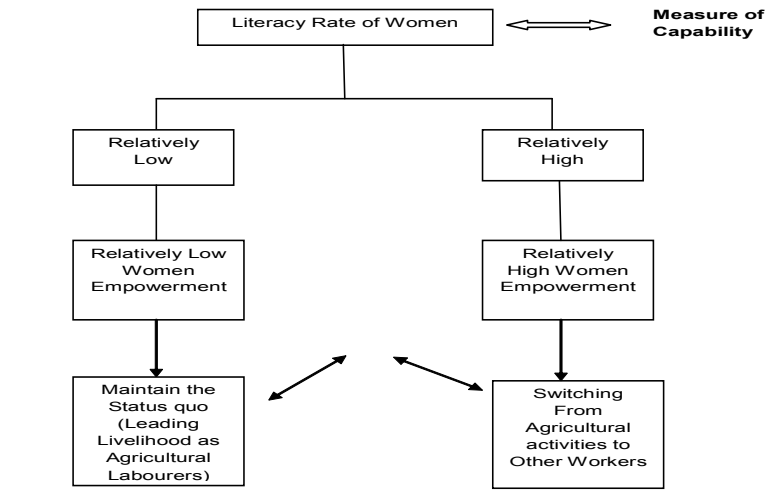 Literacy Rate of Women
Measure of
Capability
Relatively
Low
Relatively
High
Relatively Low
Women
Empowerment
Relatively
High Women
Empowerment
Maintain the
Status quo
(Leading
Livelihood as
Agricultural
Labourers)
Switching
From
Agricultural
activities to
Other Workers